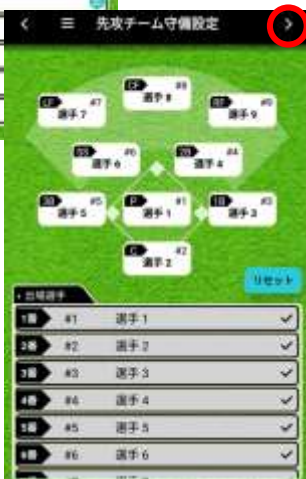 先攻チーム守備設定
CF #8
選手 8
LF #7
選手 7
RF #9
選手 9
SS #6
選手 6
2B #4
選手 4
3B #5
選手 5
P #1
選手 1
1B #3
選手 3
C #2
選手 2
リセット
出場選手
1番 #1 選手 1
2番 #2 選手 2
3番 #3 選手 3
4番 #4 選手 4
5番 #5 選手 5
6番 #6 選手 6